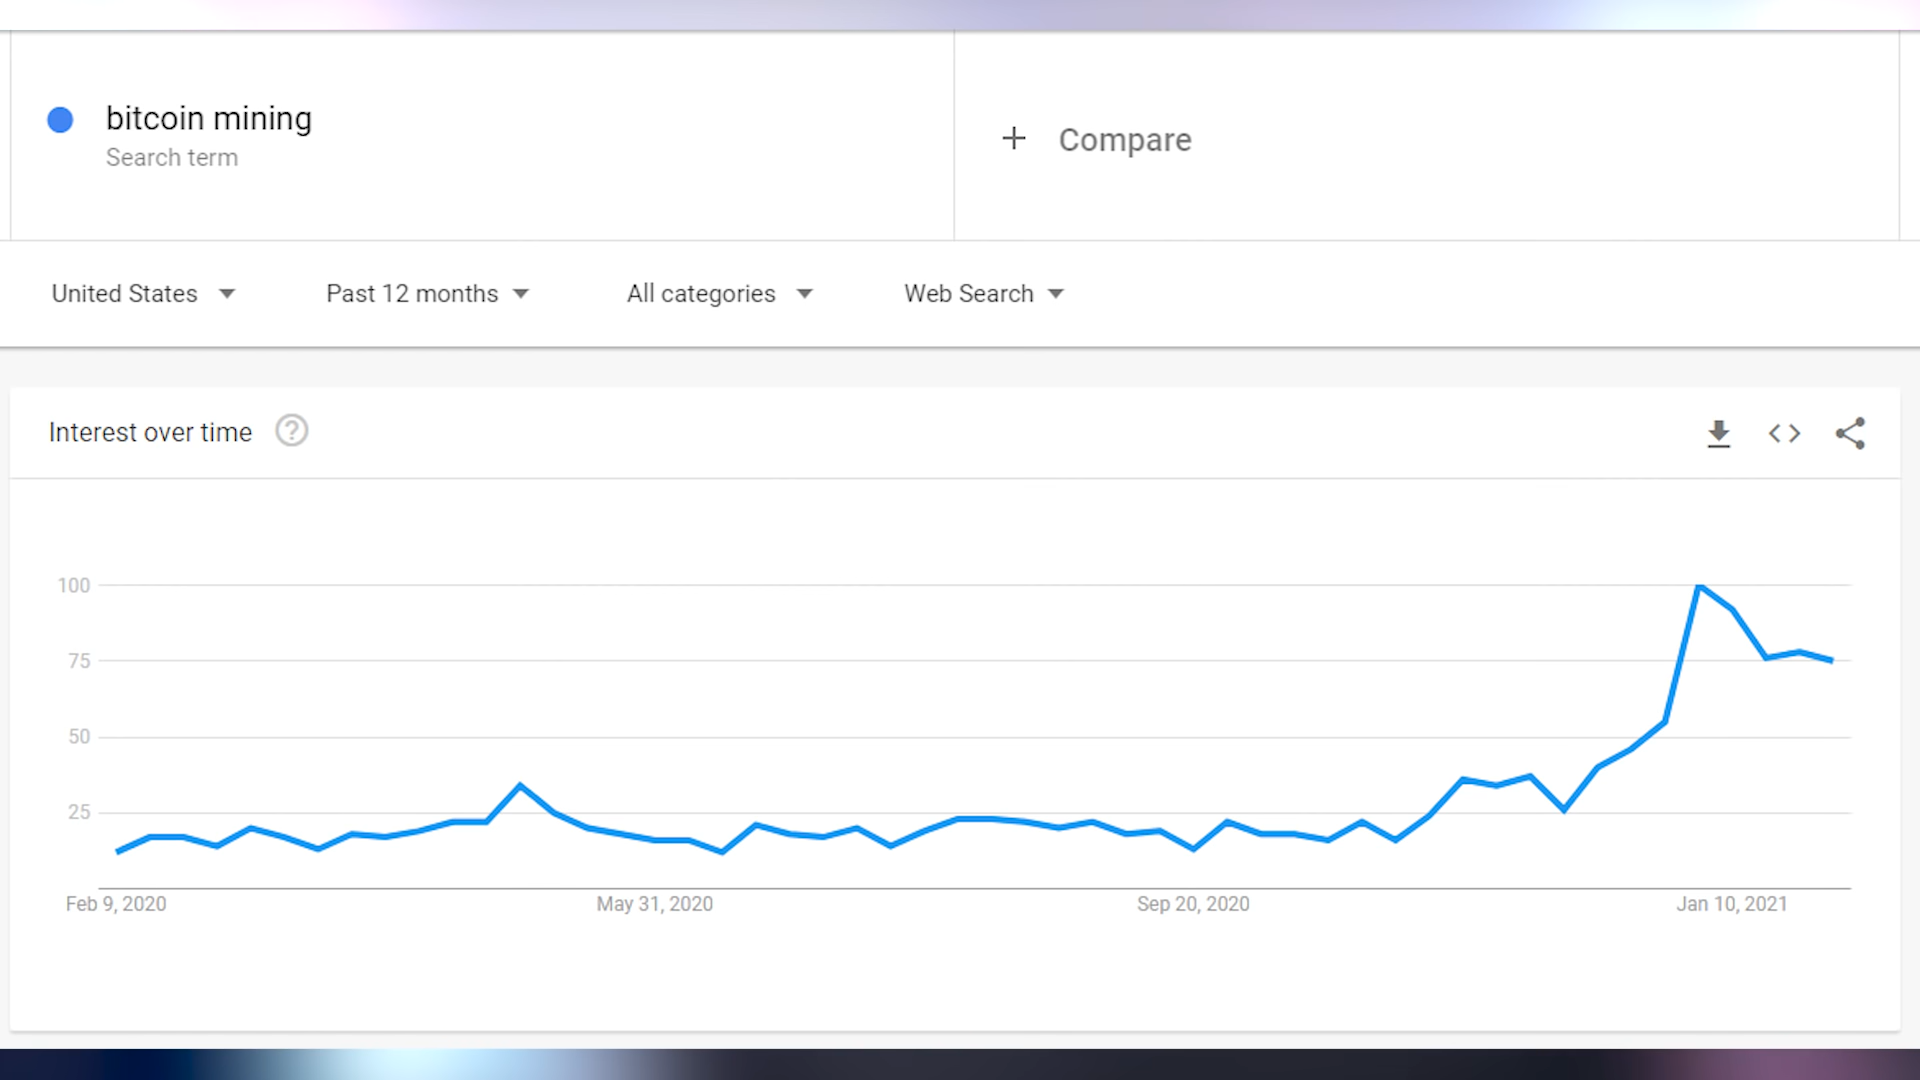 bitcoin mining
Search term
+ Compare
United States
Past 12 months
All categories
Web Search
Interest over time
?
100
75
50
25
Feb 9, 2020
May 31, 2020
Sep 20, 2020
Jan 10, 2021